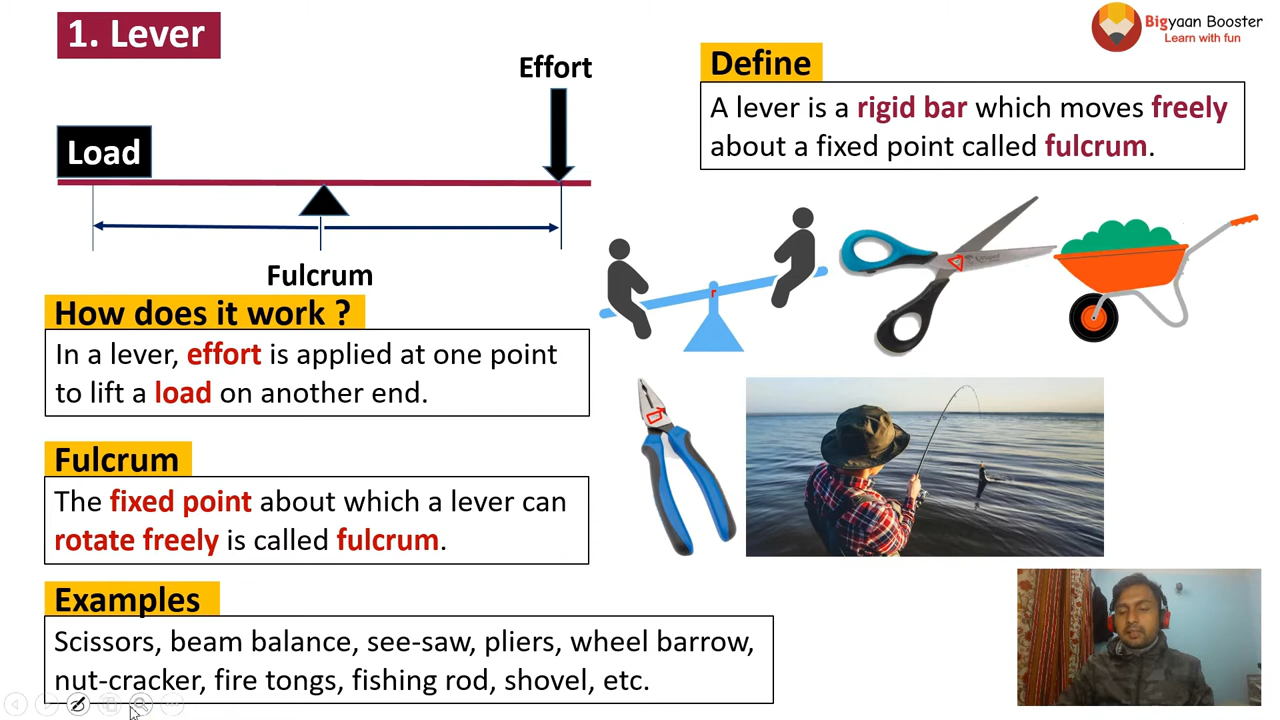 1. Lever
Bigyaan Booster
Learn with fun
Effort
Load
Fulcrum
Define
A lever is a rigid bar which moves freely
about a fixed point called fulcrum.
How does it work ?
In a lever, effort is applied at one point
to lift a load on another end.
Fulcrum
The fixed point about which a lever can
rotate freely is called fulcrum.
Examples
Scissors, beam balance, see-saw, pliers, wheel barrow,
nut-cracker, fire tongs, fishing rod, shovel, etc.